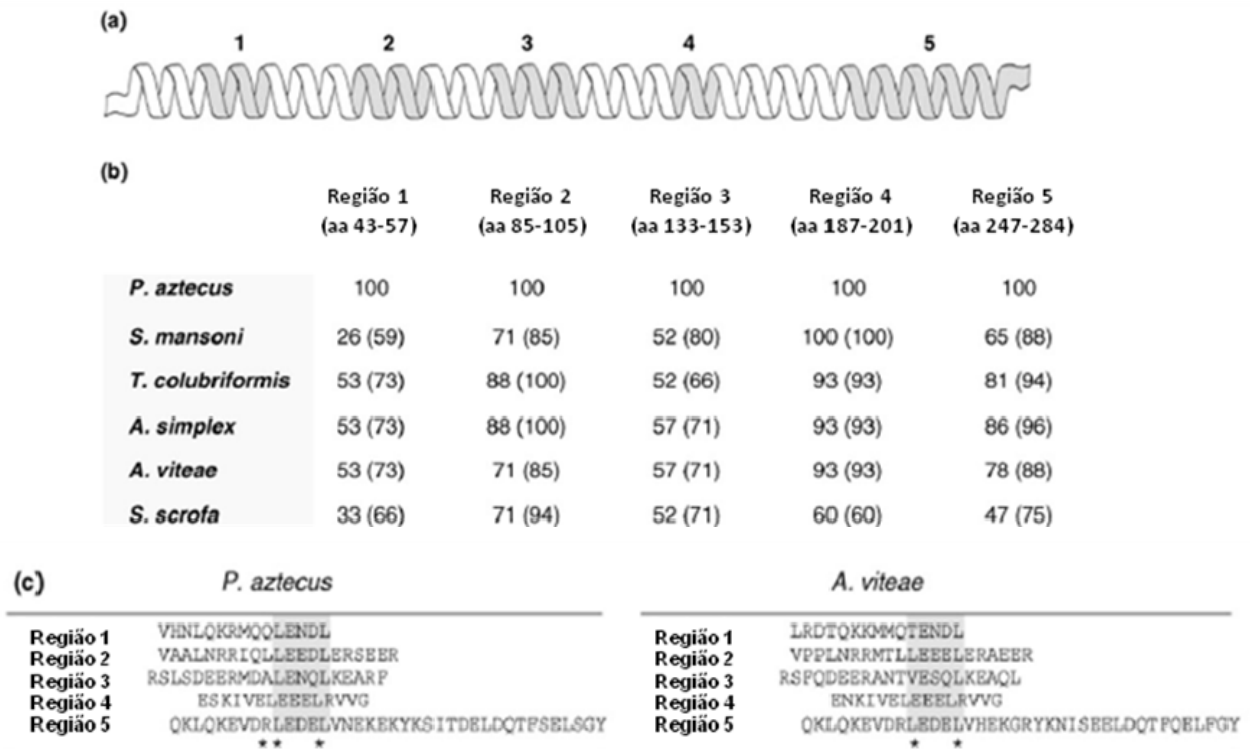 (a)
1 2 3 4 5
(b)
Região 1 Região 2 Região 3 Região 4 Região 5
(aa 43-57) (aa 85-105) (aa 133-153) (aa 187-201) (aa 247-284)
P. aztecus 100 100 100 100 100
S. mansoni 26 (59) 71 (85) 52 (80) 100 (100) 65 (88)
T. colubriformis 53 (73) 88 (100) 52 (66) 93 (93) 81 (94)
A. simplex 53 (73) 88 (100) 57 (71) 93 (93) 86 (96)
A. viteae 53 (73) 71 (85) 57 (71) 93 (93) 78 (88)
S. scrofa 33 (66) 71 (94) 52 (71) 60 (60) 47 (75)
(c) P. aztecus A. viteae
Região 1 VHNLQKRMQQLENDL Região 1 LRDTQKKMMQTENDL
Região 2 VAALNRRIQLLEEDLERSEER Região 2 VPPLNRRMTLLEEELERAEER
Região 3 RSLSDEERMDALENQLKEARF Região 3 RSFQDEERANTVESQLKEAQL
Região 4 ESKIVELEEELRVVG Região 4 ENKIVELEEELRVVG
Região 5 QKLQKEVDRLEDELVNEKEKYKSITDELDQTFSELSGY Região 5 QKLQKEVDRLEDELVHEKGRYKNISEELDQTFQELFGY
** * * *